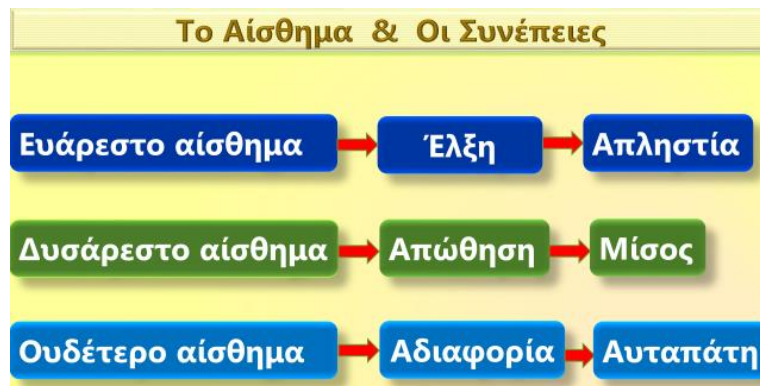 Το Αίσθημα & Οι Συνέπειες
Ευάρεστο αίσθημα Έλξη Απληστία
Δυσάρεστο αίσθημα Απώθηση Μίσος
Ουδέτερο αίσθημα Αδιαφορία Αυταπάτη